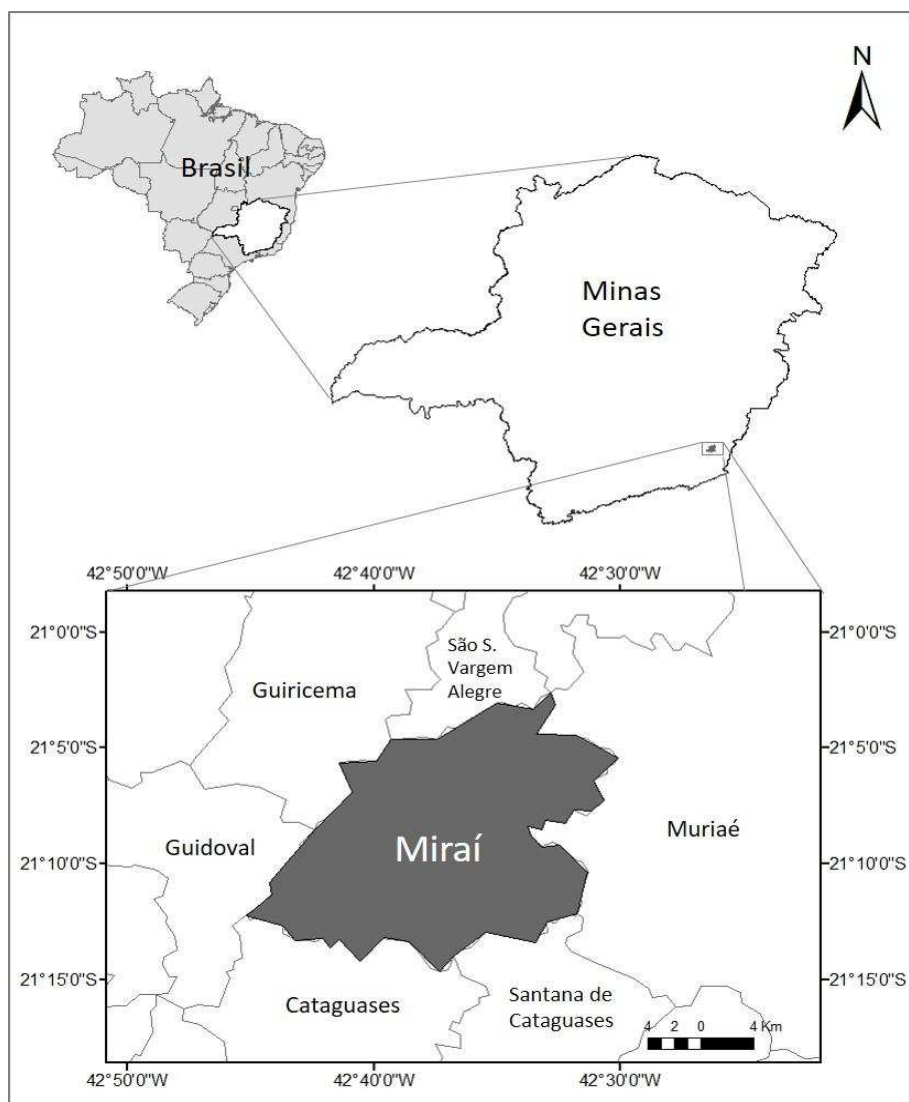 N
Brasil
Minas
Gerais
42°50'0"W 42°40'0"W 42°30'0"W
21°0'0"S 21°0'0"S
São S.
Vargem
Alegre
Guiricema
21°5'0"S 21°5'0"S
Muriaé
Guidoval
Miraí
21°10'0"S 21°10'0"S
21°15'0"S 21°15'0"S
Santana de
Cataguases
Cataguases
4 2 0 4 Km
42°50'0"W 42°40'0"W 42°30'0"W